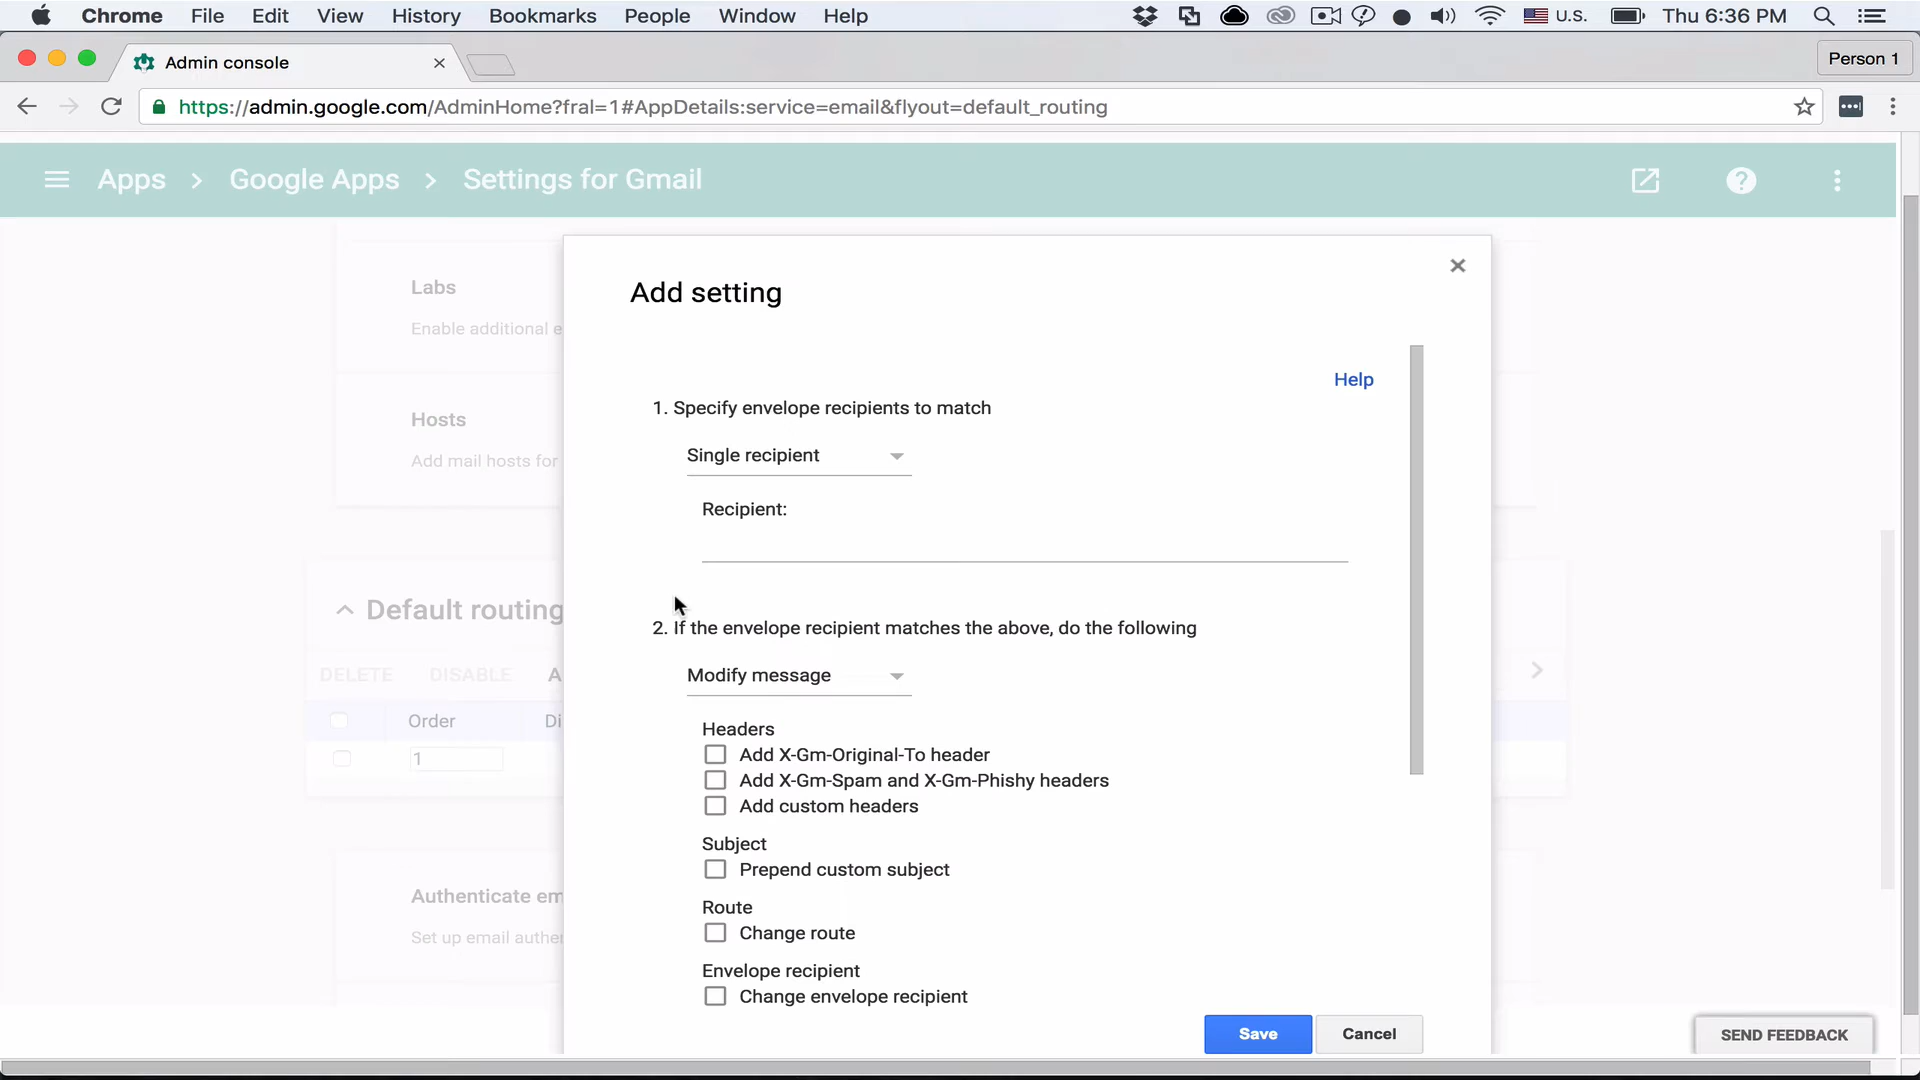 Chrome File Edit View History Bookmarks People Window Help U.S. Thu 6:36 PM
Admin console Person 1
https://admin.google.com/AdminHome?fral=1#AppDetails:service=email&flyout=default_routing
Apps > Google Apps > Settings for Gmail
Labs
Enable additional e
Hosts
Add mail hosts for
Default routing
DELETE DISABLE A
Order Di
1
Authenticate em
Set up email authe
Add setting
Help
1. Specify envelope recipients to match
Single recipient
Recipient:
2. If the envelope recipient matches the above, do the following
Modify message
Headers
Add X-Gm-Original-To header
Add X-Gm-Spam and X-Gm-Phishy headers
Add custom headers
Subject
Prepend custom subject
Route
Change route
Envelope recipient
Change envelope recipient
Save Cancel
SEND FEEDBACK